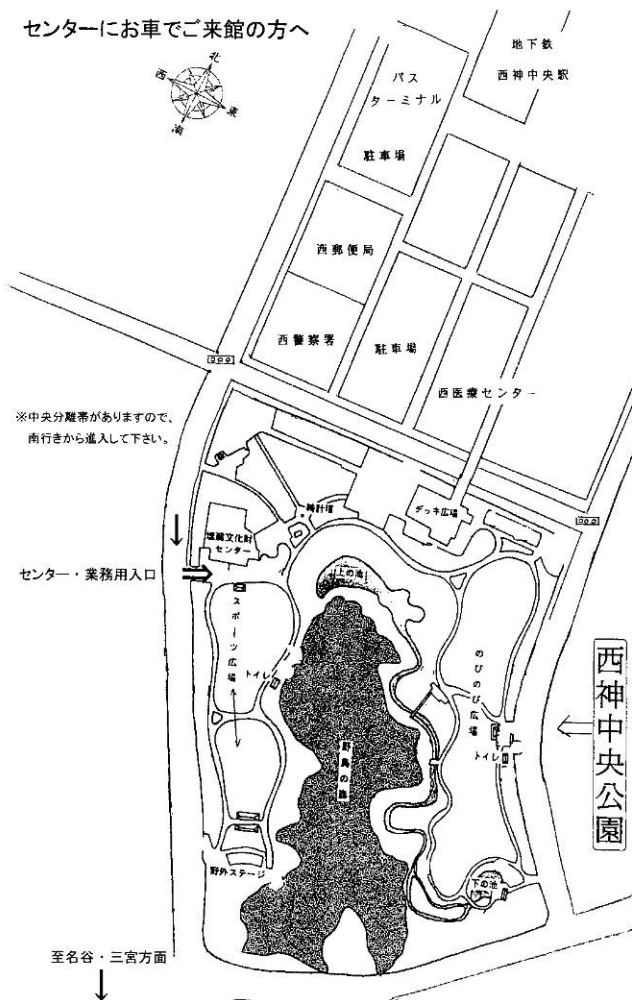 センターにお車でご来館の方へ
北
西
東
南
地下鉄
西神中央駅
バス
ターミナル
駐車場
西郵便局
西警察署
駐車場
西医療センター
※中央分離帯がありますので、
南行きから進入して下さい。
時計塔
デッキ広場
埋蔵文化財
センター
センター・業務用入口
上の池
スポーツ広場
トイレ
のびのび広場
トイレ
野鳥の島
西神中央公園
下の池
野外ステージ
至名谷・三宮方面